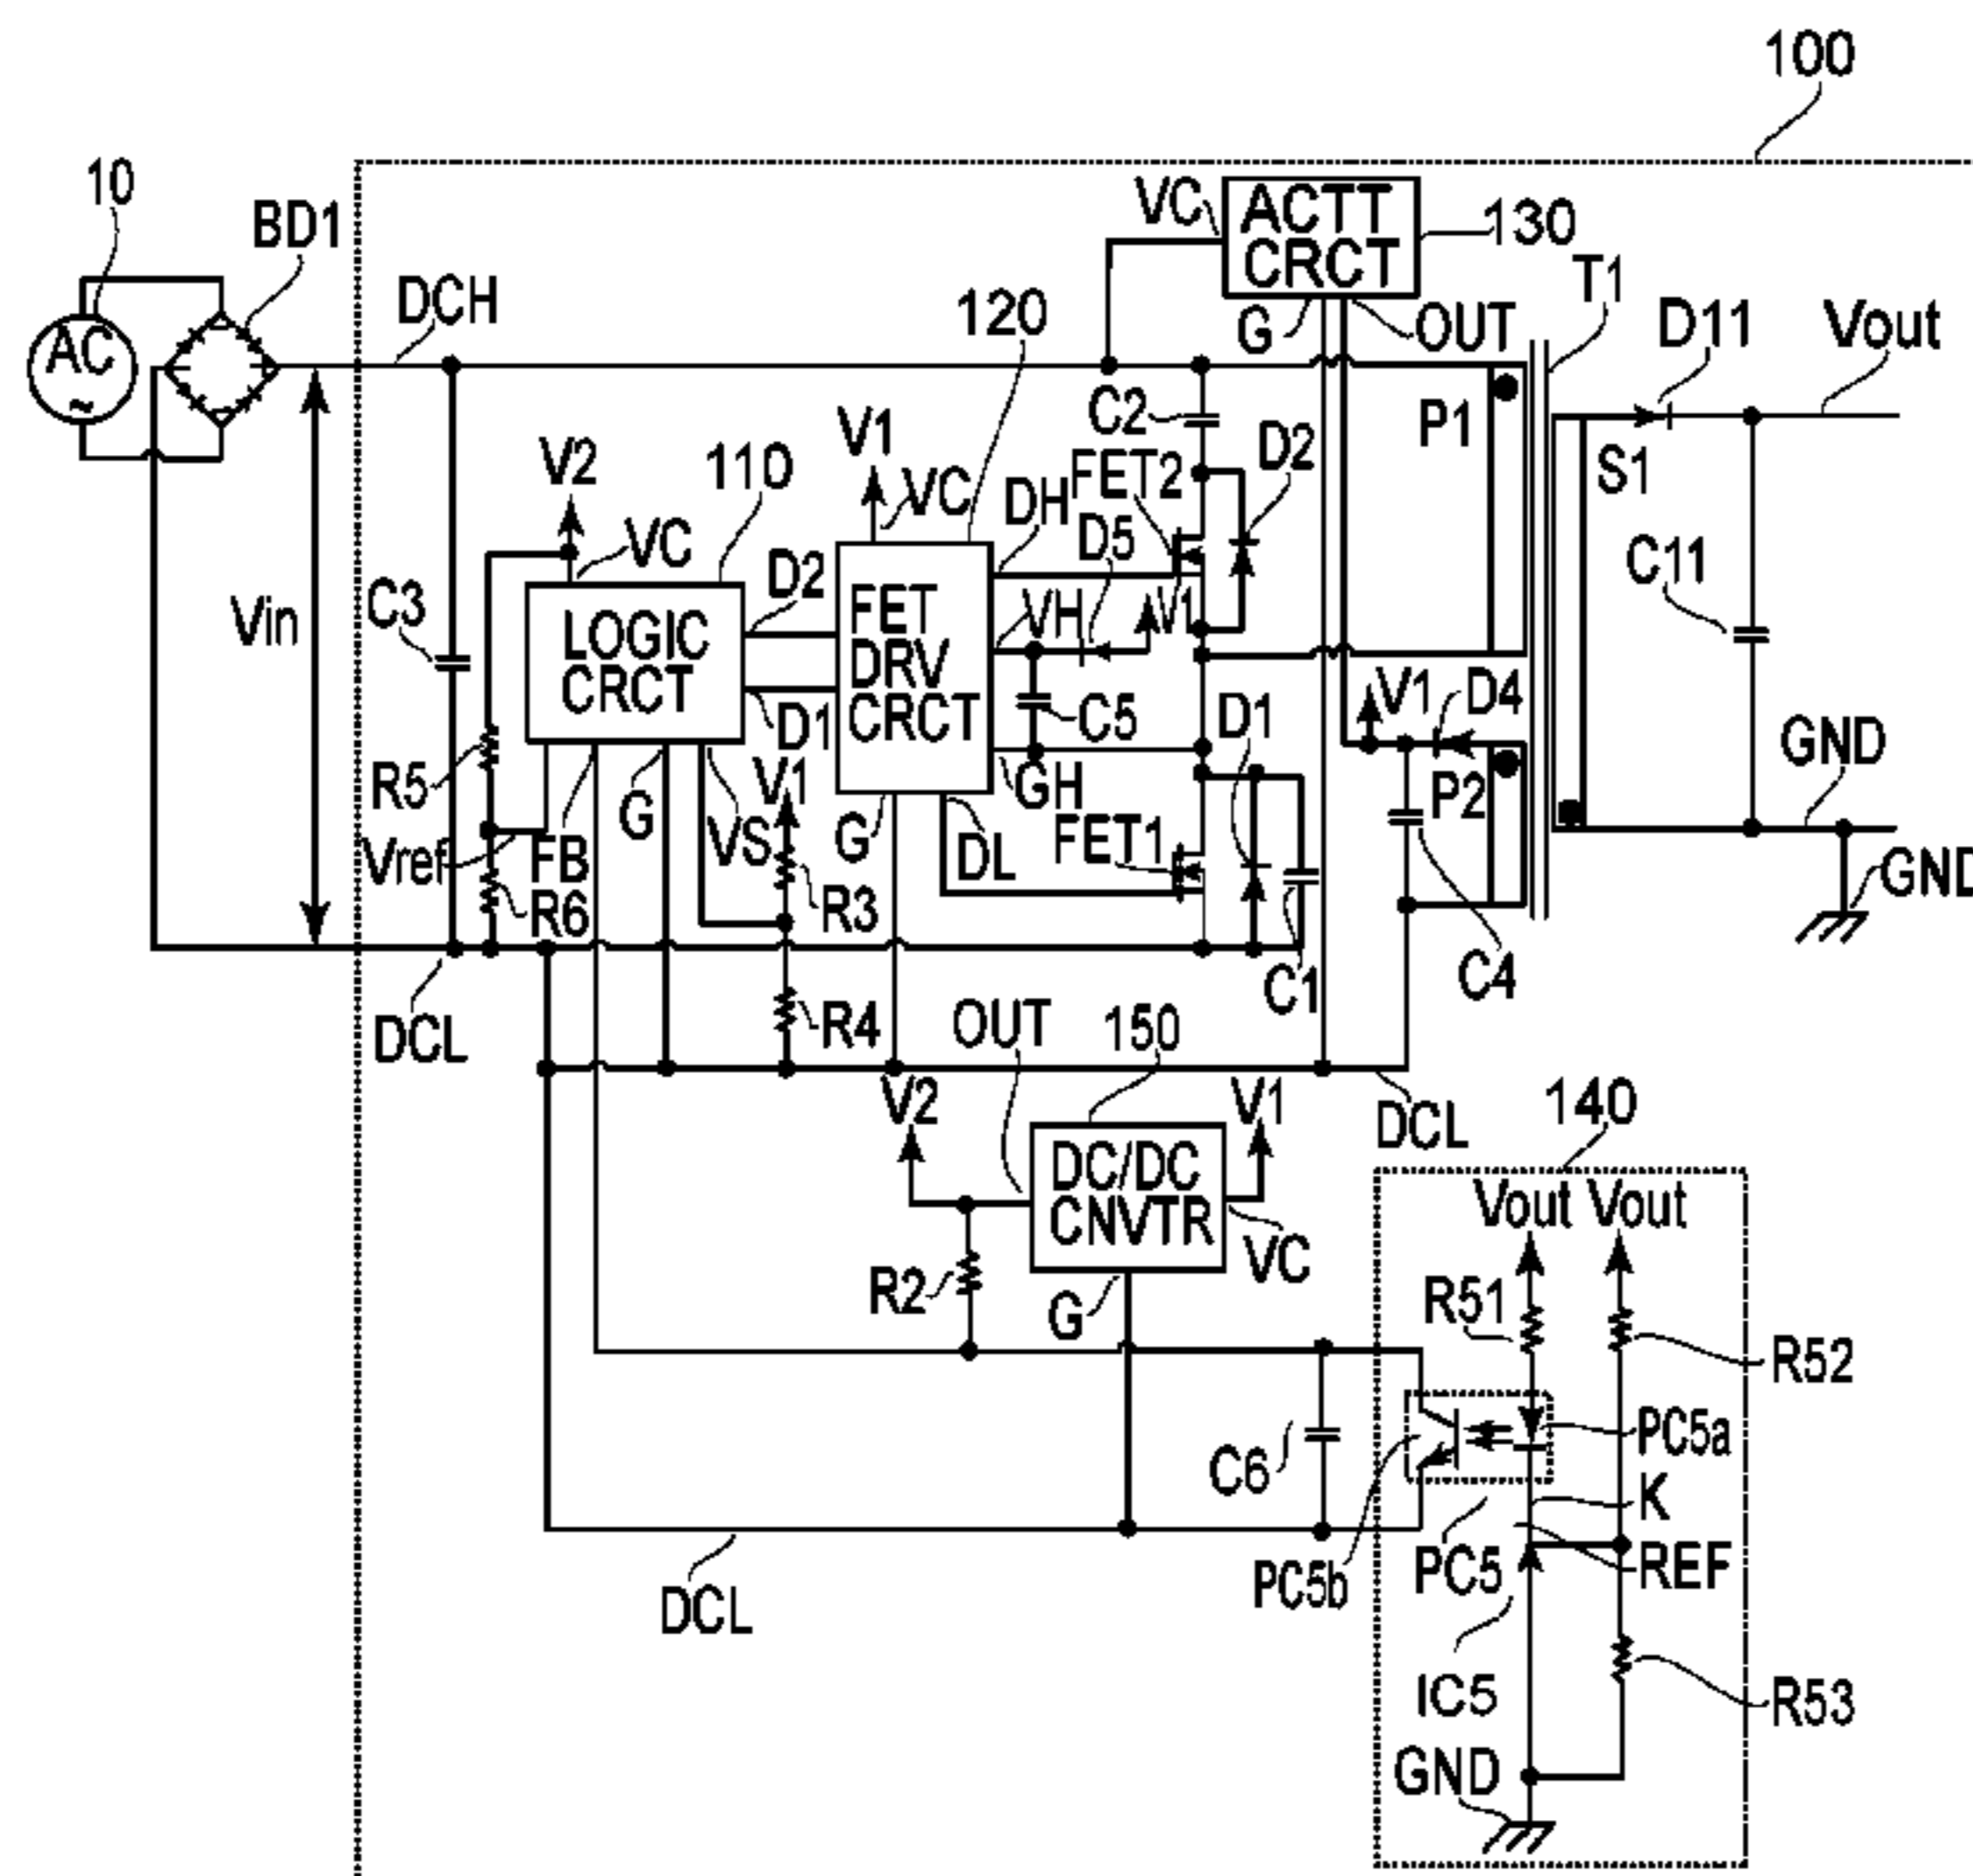 100
10
BD1
AC
~
DCH
VC
ACTT
CRCT
130
G
OUT
T1
D11
Vout
120
C2
P1
S1
V1
VC
V2
110
VC
DH
FET2
D2
D5
C11
Vin
C3
D2
LOGIC
CRCT
FET
DRV
CRCT
VH
V1
D1
C5
D1
V1
D4
GND
R5
G
VS
V1
G
GH
DL
FET1
P2
Vref
FB
R6
R3
GND
C1
C4
DCL
R4
OUT
150
V2
V1
DCL
140
DC/DC
CNVTR
VC
R2
G
Vout
Vout
R51
R52
C6
PC5a
K
PC5b
PC5
REF
DCL
IC5
R53
GND